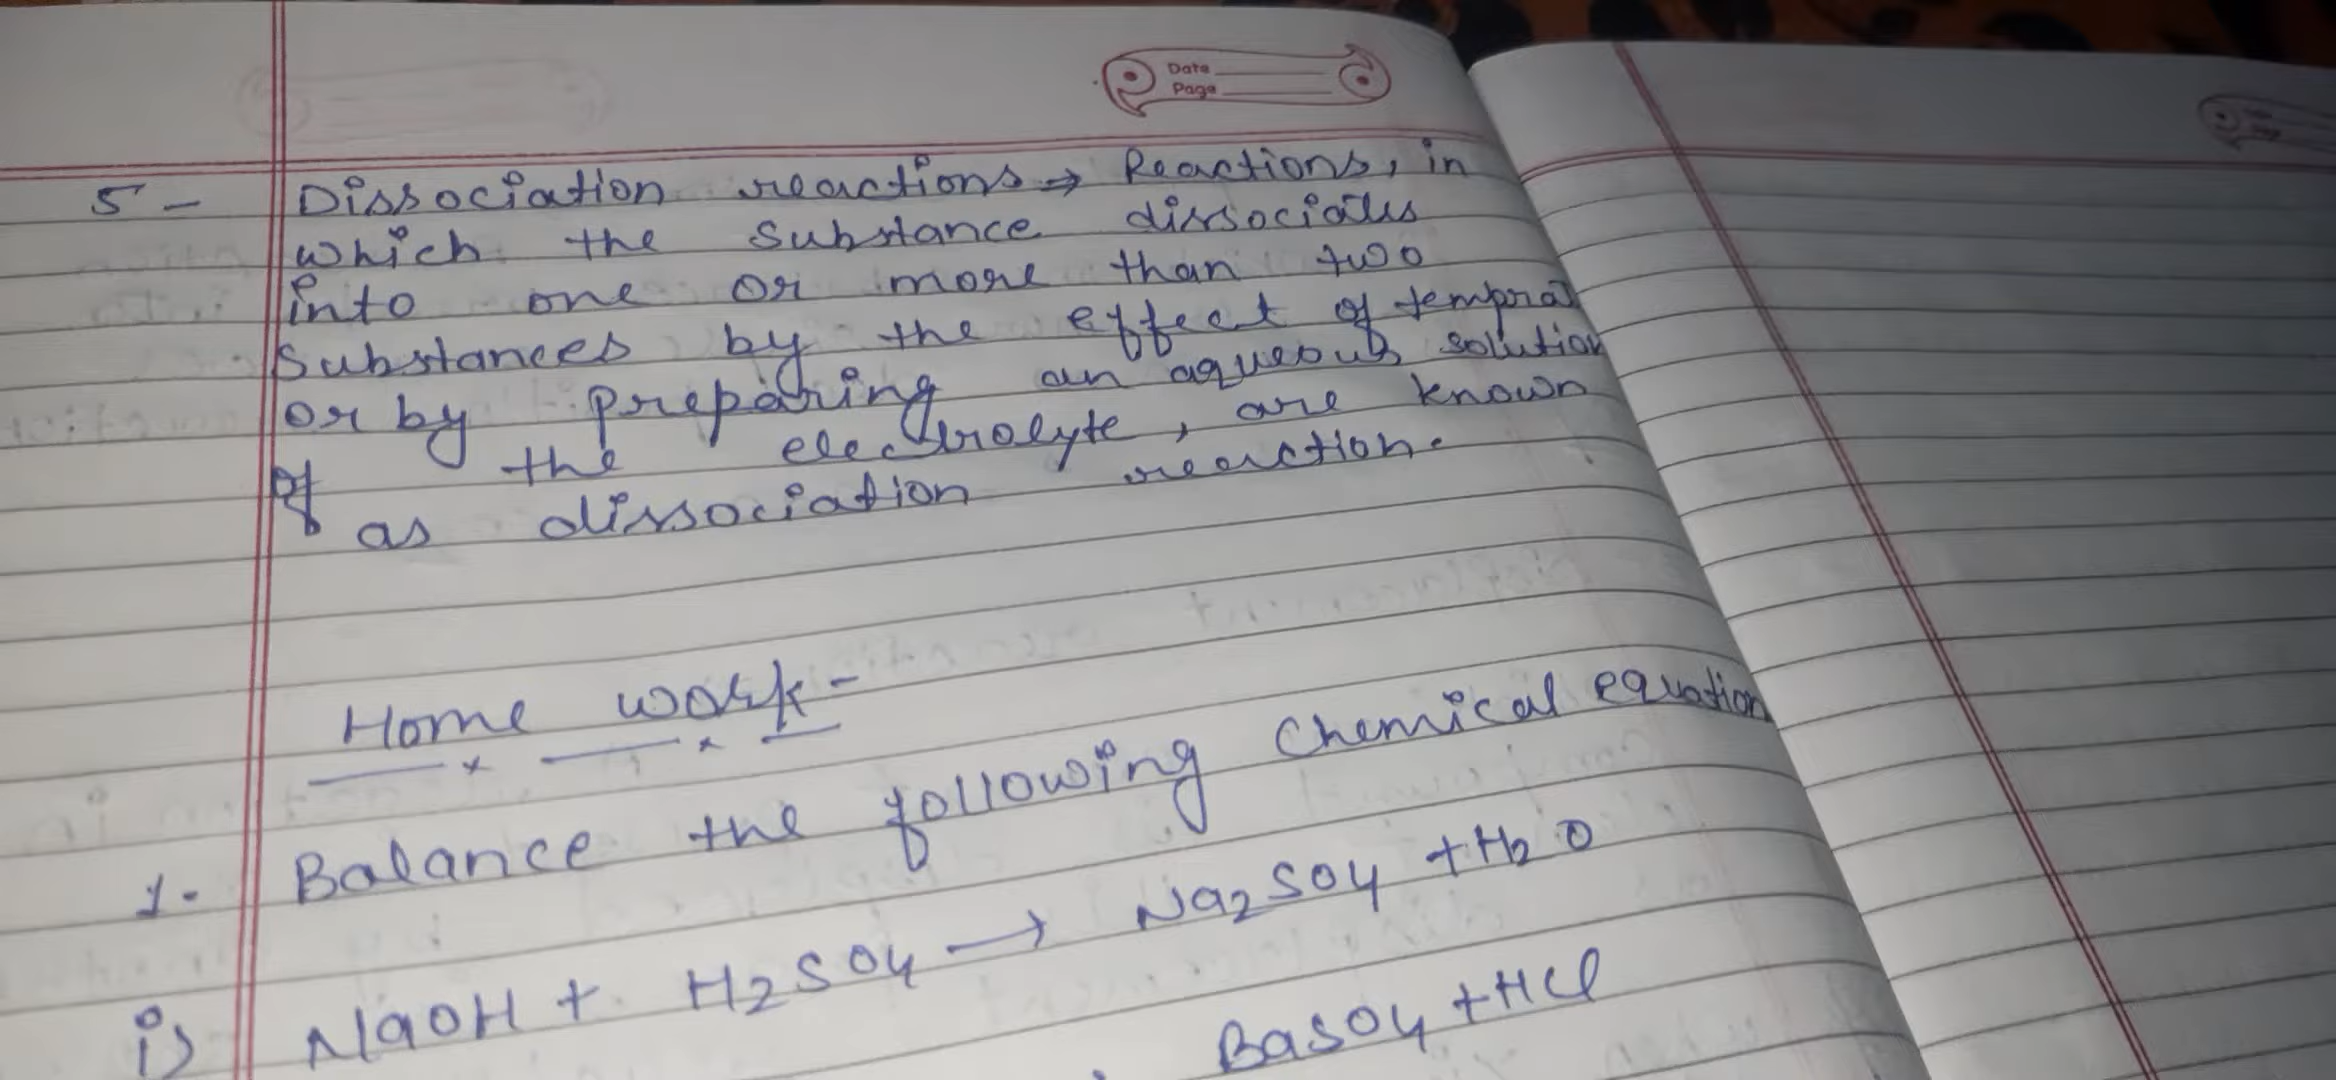 Date
Page
5 - Dissociation reactions → Reactions, in
which the substance dissociates
into one or more than two
substances by the effect of temprat
or by preparing an aqueous solution
of the electrolyte, are known
as dissociation reaction.
Home work -
1. Balance the following Chemical equation
i) NaOH + H2SO4 → Na2SO4 + H2O
BaSO4 + HCl